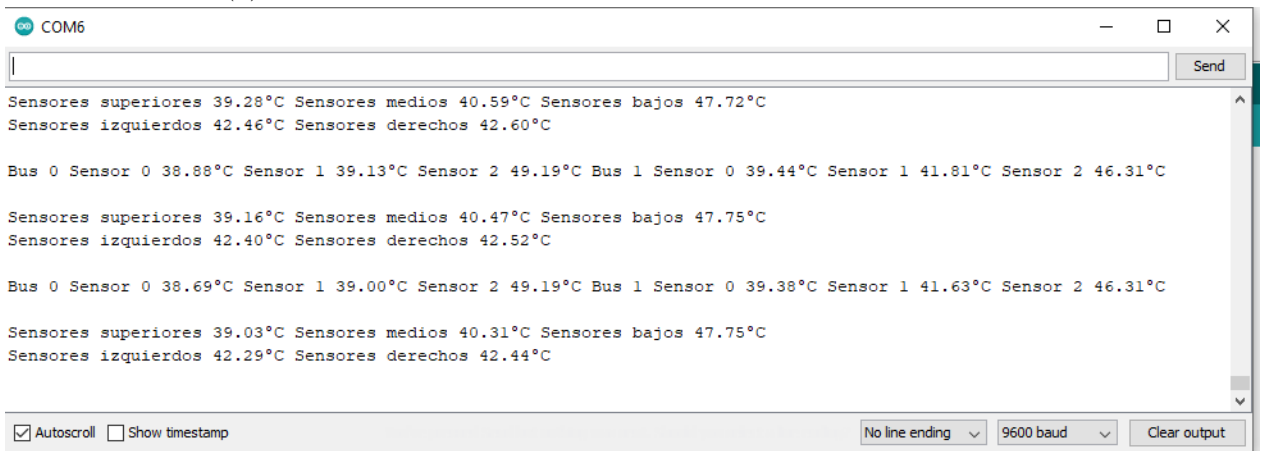 COM6
Send
Sensores superiores 39.28°C Sensores medios 40.59°C Sensores bajos 47.72°C
Sensores izquierdos 42.46°C Sensores derechos 42.60°C
Bus 0 Sensor 0 38.88°C Sensor 1 39.13°C Sensor 2 49.19°C Bus 1 Sensor 0 39.44°C Sensor 1 41.81°C Sensor 2 46.31°C
Sensores superiores 39.16°C Sensores medios 40.47°C Sensores bajos 47.75°C
Sensores izquierdos 42.40°C Sensores derechos 42.52°C
Bus 0 Sensor 0 38.69°C Sensor 1 39.00°C Sensor 2 49.19°C Bus 1 Sensor 0 39.38°C Sensor 1 41.63°C Sensor 2 46.31°C
Sensores superiores 39.03°C Sensores medios 40.31°C Sensores bajos 47.75°C
Sensores izquierdos 42.29°C Sensores derechos 42.44°C
Autoscroll Show timestamp No line ending 9600 baud Clear output